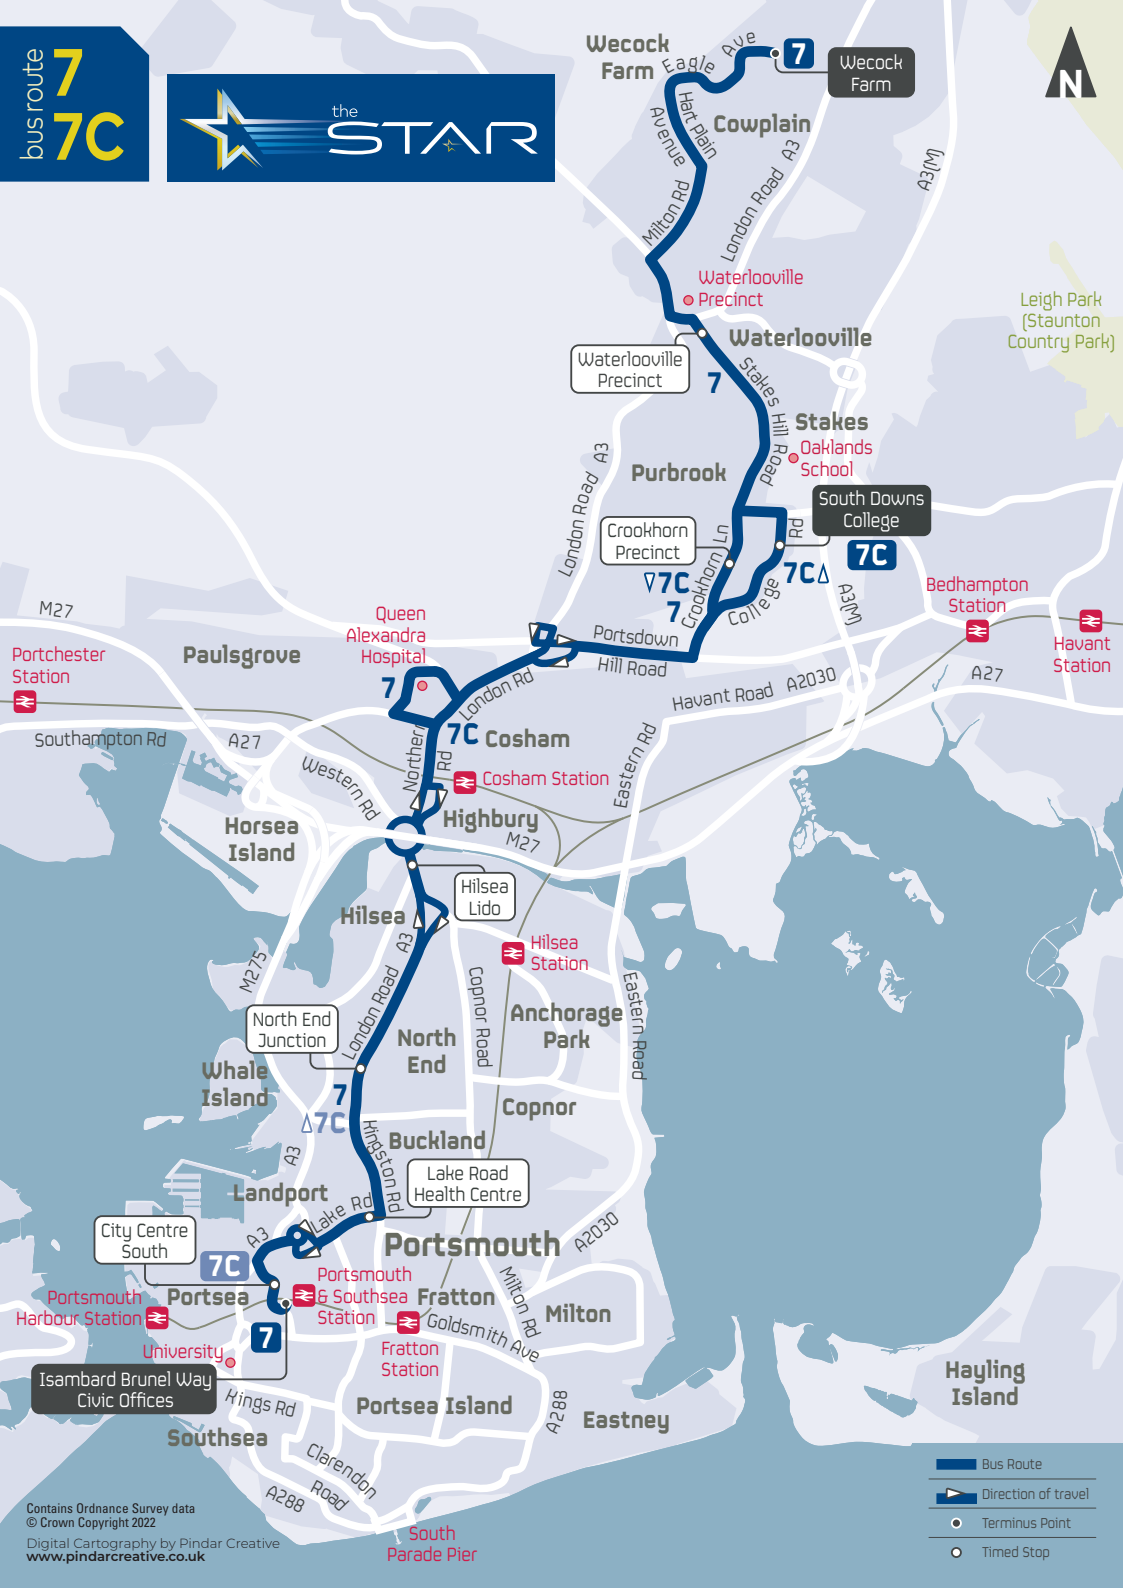 bus route
7
7C
the
STAR
N
Wecock
Farm
Eagle Ave
7
Wecock
Farm
Hart Plain
Avenue
Cowplain
London Road A3
A3(M)
Milton Rd
Waterlooville
Precinct
Leigh Park
(Staunton
Country Park)
Waterlooville
Waterlooville
Precinct
7
Stakes Hill Road
Stakes
Oaklands
School
London Road A3
Purbrook
South Downs
College
7C
Crookhorn
Precinct
Crookhorn Ln
College Rd
7C
7C
7
A3(M)
Bedhampton
Station
Havant
Station
M27
Queen
Alexandra
Hospital
Portsdown
Hill Road
Portchester
Station
Paulsgrove
7
London Rd
Havant Road A2030
A27
Southampton Rd
A27
7C
Cosham
Northern
Rd
Eastern Rd
Western Rd
Cosham Station
Horsea
Island
Highbury
M27
Hilsea
Lido
Hilsea
A3
Hilsea
Station
M275
London Road
Copnor Road
Eastern Road
North End
Junction
Anchorage
Park
North
End
Whale
Island
7
7C
Copnor
Kingston Rd
Buckland
A3
Lake Road
Health Centre
Landport
Lake Rd
City Centre
South
A3
Portsmouth
A2030
7C
Portsmouth
& Southsea
Station
Portsmouth
Harbour Station
Portsea
Fratton
Milton Rd
Milton
7
Goldsmith Ave
University
Fratton
Station
Isambard Brunel Way
Civic Offices
Hayling
Island
Kings Rd
Portsea Island
A288
Eastney
Southsea
Clarendon
Road
A288
South
Parade Pier
Bus Route
Direction of travel
Terminus Point
Timed Stop
Contains Ordnance Survey data
© Crown Copyright 2022
Digital Cartography by Pindar Creative
www.pindarcreative.co.uk